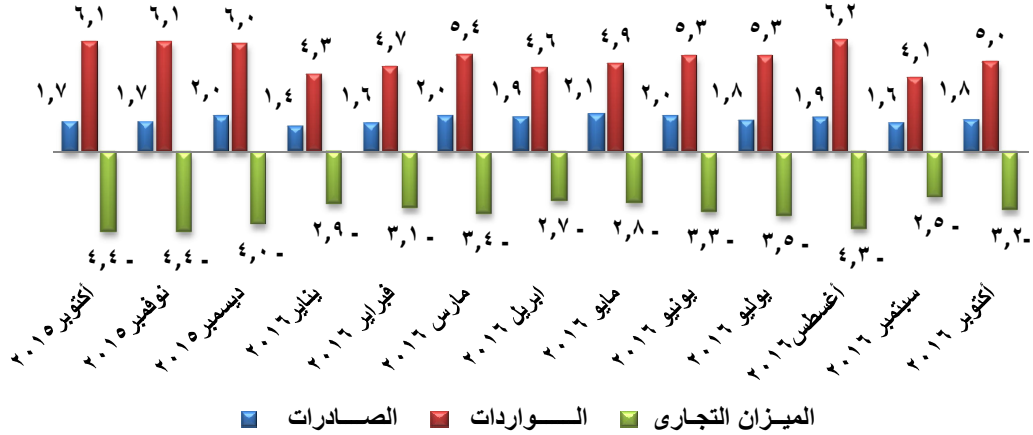 ٦,١
٦,١
٦,٠
٤,٣
٤,٧
٥,٤
٤,٦
٤,٩
٥,٣
٥,٣
٦,٢
٤,١
٥,٠
١,٧
١,٧
٢,٠
١,٤
١,٦
٢,٠
١,٩
٢,١
٢,٠
١,٨
١,٩
١,٦
١,٨
٤,٤ -
٤,٤ -
٤,٠ -
٢,٩ -
٣,١ -
٣,٤ -
٢,٧ -
٢,٨ -
٣,٣ -
٣,٥ -
٤,٣ -
٢,٥ -
٣,٢-
أكتوبر ٢٠١٥
نوفمبر ٢٠١٥
ديسمبر ٢٠١٥
يناير ٢٠١٦
فبراير ٢٠١٦
مارس ٢٠١٦
ابريل ٢٠١٦
مايو ٢٠١٦
يونيو ٢٠١٦
يوليو ٢٠١٦
أغسطس ٢٠١٦
سبتمبر ٢٠١٦
أكتوبر ٢٠١٦
الصـــادرات
الـــــواردات
الميـزان التجـارى